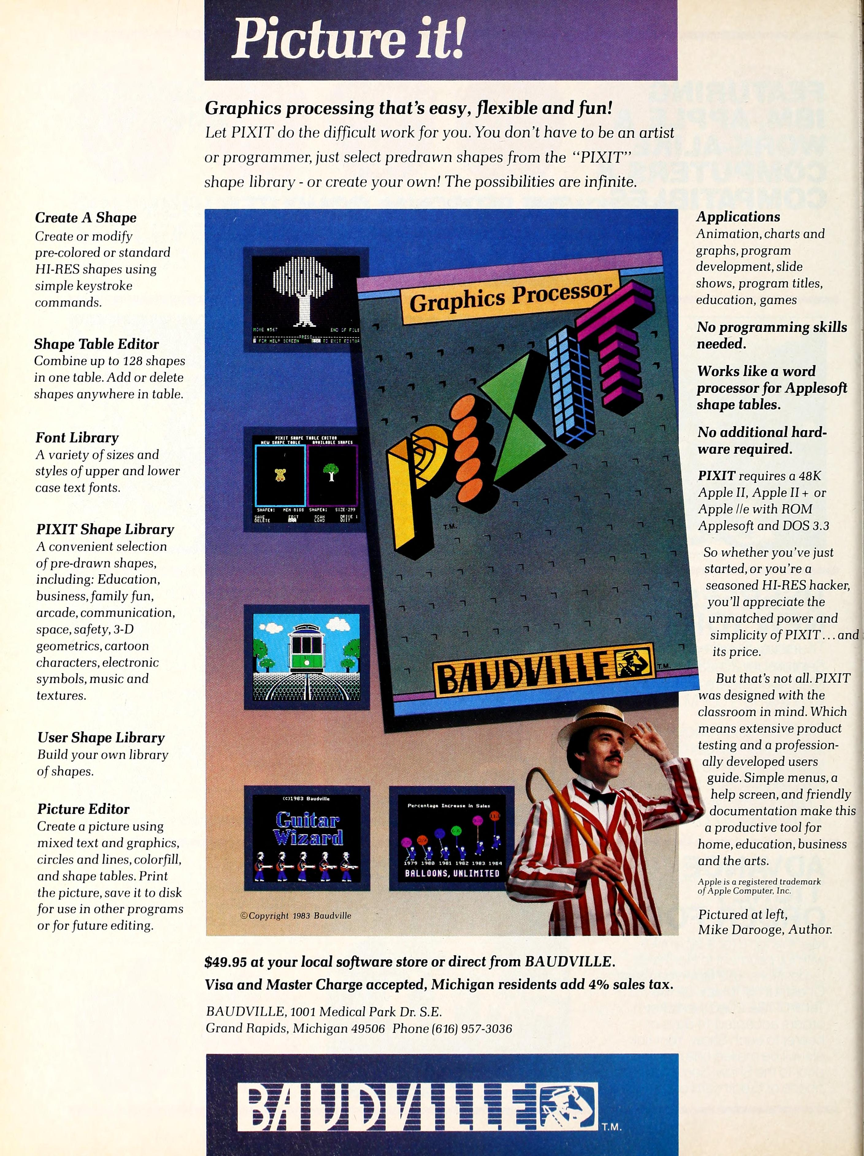 Picture it!
Graphics processing that's easy, flexible and fun!
Let PIXIT do the difficult work for you. You don't have to be an artist
or programmer, just select predrawn shapes from the "PIXIT"
shape library - or create your own! The possibilities are infinite.
Create A Shape
Create or modify
pre-colored or standard
HI-RES shapes using
simple keystroke
commands.
Shape Table Editor
Combine up to 128 shapes
in one table. Add or delete
shapes anywhere in table.
Font Library
A variety of sizes and
styles of upper and lower
case text fonts.
PIXIT Shape Library
A convenient selection
of pre-drawn shapes,
including: Education,
business, family fun,
arcade, communication,
space, safety, 3-D
geometrics, cartoon
characters, electronic
symbols, music and
textures.
User Shape Library
Build your own library
of shapes.
Picture Editor
Create a picture using
mixed text and graphics,
circles and lines, colorfill,
and shape tables. Print
the picture, save it to disk
for use in other programs
or for future editing.
END OF FILE
PRESS
FOR HELP SCREEN
TO EXIT EDITOR
PIXIT SHAPE TABLE EDITOR
NEW SHAPE TABLE AVAILABLE SHAPES
(c)1983 Baudville
Guitar
Wizard
Percentage Increase in Sales
1979 1980 1981 1982 1983 1984
BALLOONS, UNLIMITED
Graphics Processor
PIXIT
T.M.
BAUDVILLE
T.M.
©Copyright 1983 Baudville
Applications
Animation, charts and
graphs, program
development, slide
shows, program titles,
education, games
No programming skills
needed.
Works like a word
processor for Applesoft
shape tables.
No additional hard-
ware required.
PIXIT requires a 48K
Apple II, Apple II + or
Apple //e with ROM
Applesoft and DOS 3.3
So whether you've just
started, or you're a
seasoned HI-RES hacker,
you'll appreciate the
unmatched power and
simplicity of PIXIT...and
its price.
But that's not all. PIXIT
was designed with the
classroom in mind. Which
means extensive product
testing and a profession-
ally developed users
guide. Simple menus, a
help screen, and friendly
documentation make this
a productive tool for
home, education, business
and the arts.
Apple is a registered trademark
of Apple Computer, Inc.
Pictured at left,
Mike Darooge, Author.
$49.95 at your local software store or direct from BAUDVILLE.
Visa and Master Charge accepted, Michigan residents add 4% sales tax.
BAUDVILLE, 1001 Medical Park Dr. S.E.
Grand Rapids, Michigan 49506 Phone (616) 957-3036
BAUDVILLE
T.M.